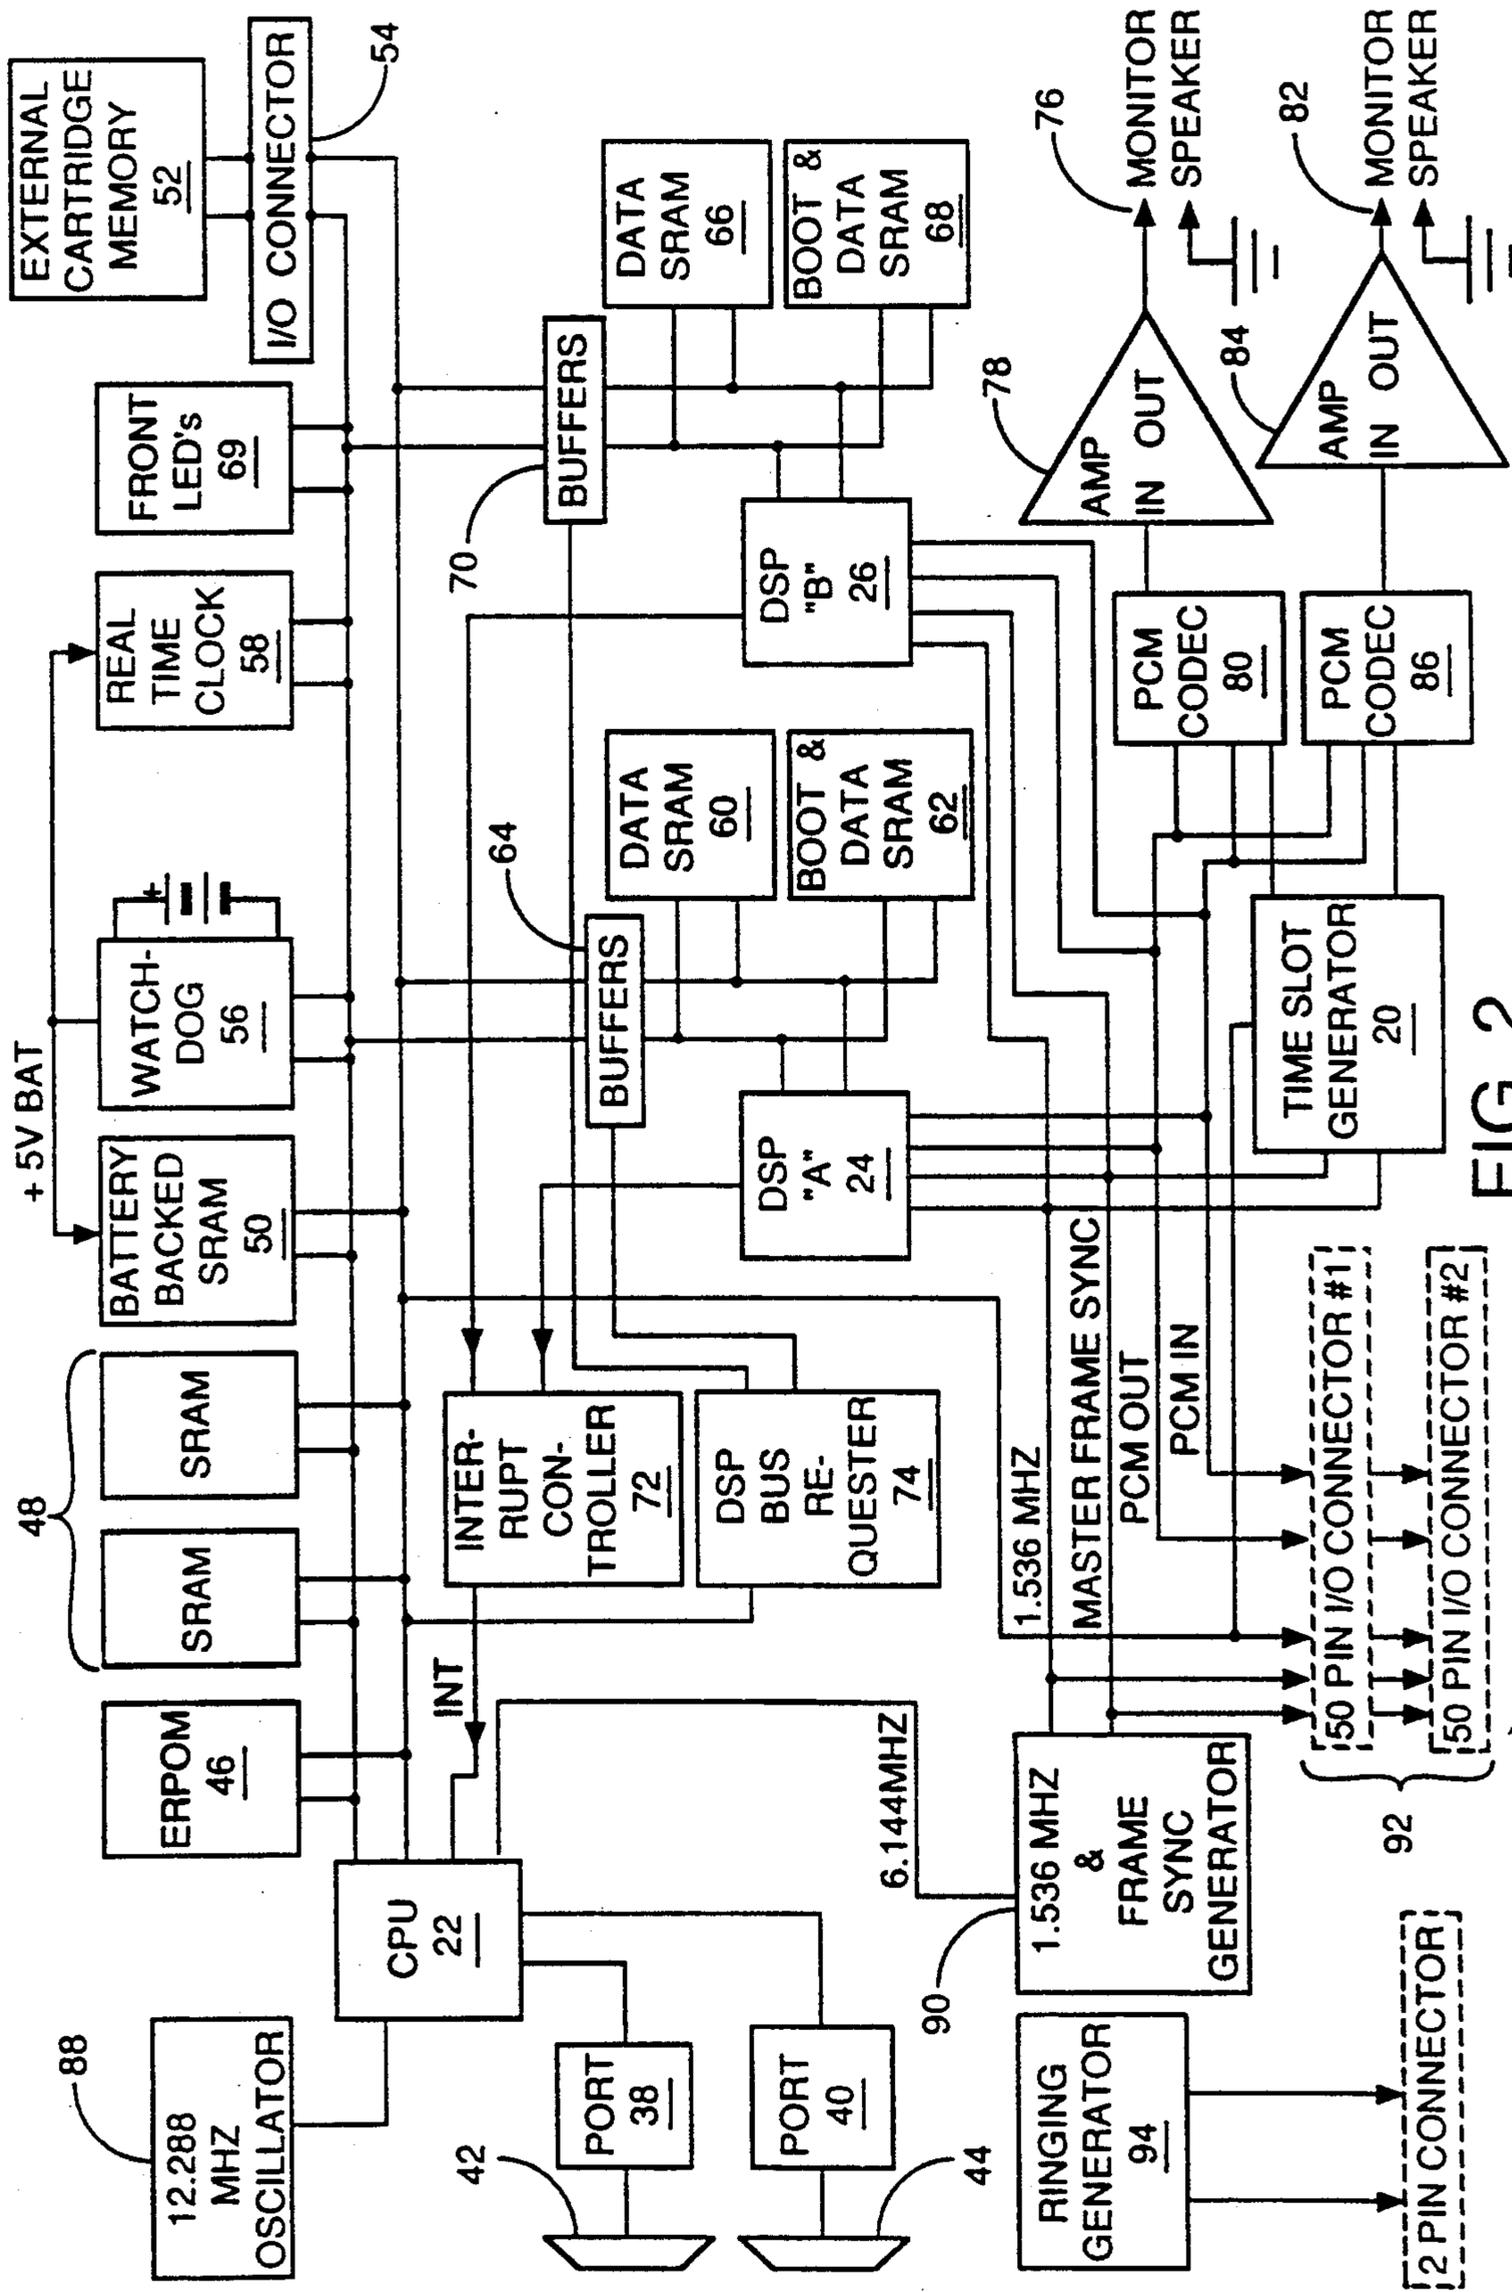 88
12.288
MHZ
OSCILLATOR
ERPOM
46
48
SRAM
SRAM
+ 5V BAT
BATTERY
BACKED
SRAM
50
WATCH-
DOG
56
+
REAL
TIME
CLOCK
58
FRONT
LED's
69
EXTERNAL
CARTRIDGE
MEMORY
52
I/O CONNECTOR
54
CPU
22
INT
INTER-
RUPT
CON-
TROLLER
72
DSP
BUS
RE-
QUESTER
74
64
BUFFERS
70
BUFFERS
DATA
SRAM
60
BOOT &
DATA
SRAM
62
DATA
SRAM
66
BOOT &
DATA
SRAM
68
DSP
"A"
24
DSP
"B"
26
42
PORT
38
PORT
40
44
6.144MHZ
90
1.536 MHZ
&
FRAME
SYNC
GENERATOR
1.536 MHZ
MASTER FRAME SYNC
PCM OUT
PCM IN
RINGING
GENERATOR
94
2 PIN CONNECTOR
92
50 PIN I/O CONNECTOR #1
50 PIN I/O CONNECTOR #2
TIME SLOT
GENERATOR
20
PCM
CODEC
80
PCM
CODEC
86
78
AMP
IN OUT
76
MONITOR
SPEAKER
84
AMP
IN OUT
82
MONITOR
SPEAKER
FIG 2